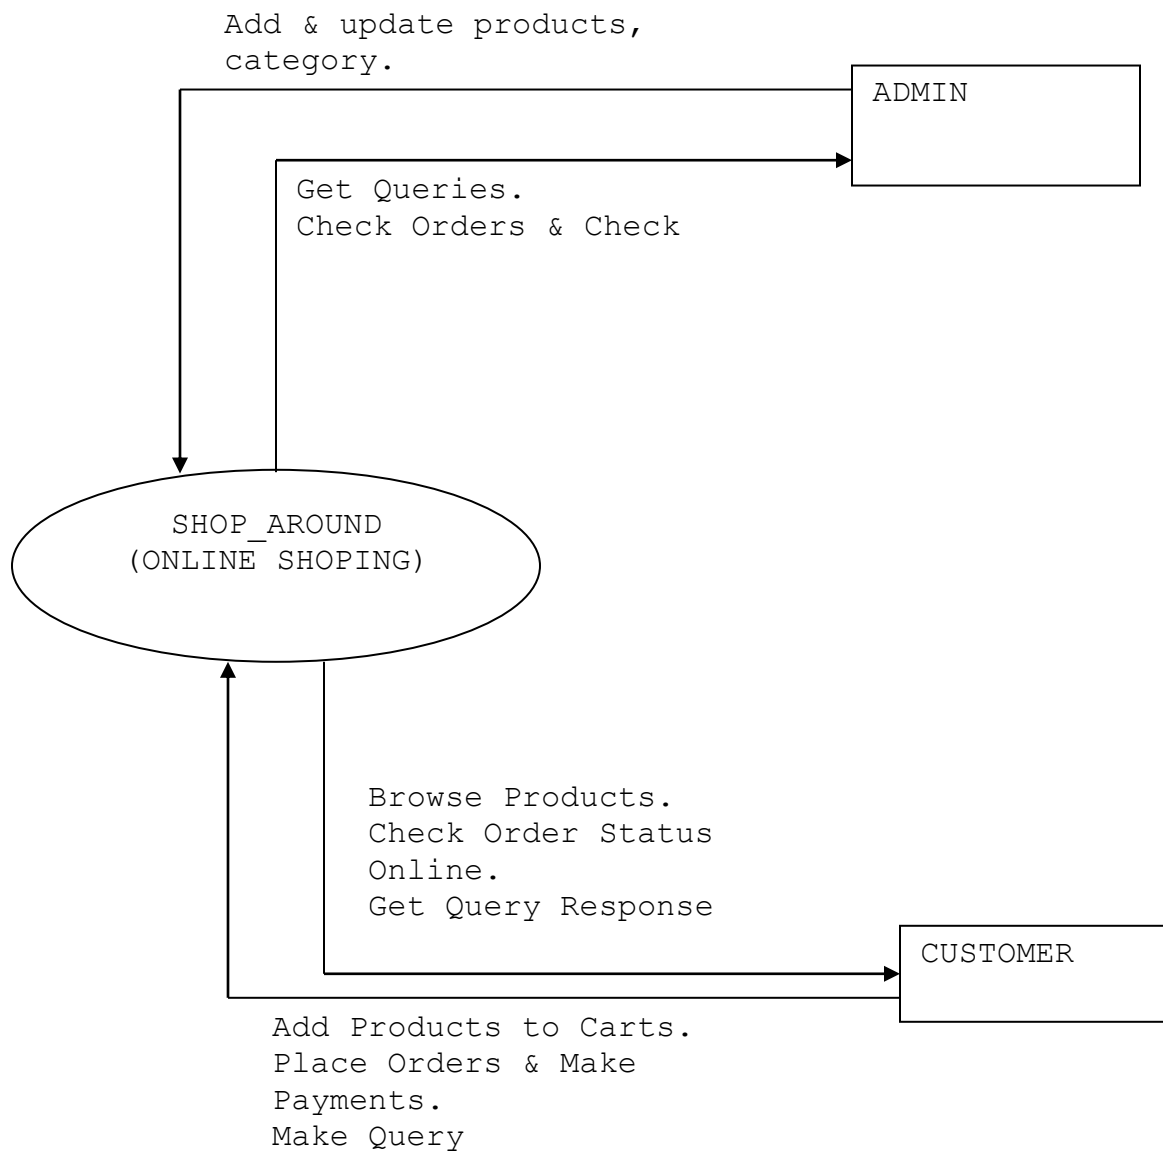 Add & update products,
category.
ADMIN
Get Queries.
Check Orders & Check
SHOP_AROUND
(ONLINE SHOPING)
Browse Products.
Check Order Status
Online.
Get Query Response
CUSTOMER
Add Products to Carts.
Place Orders & Make
Payments.
Make Query